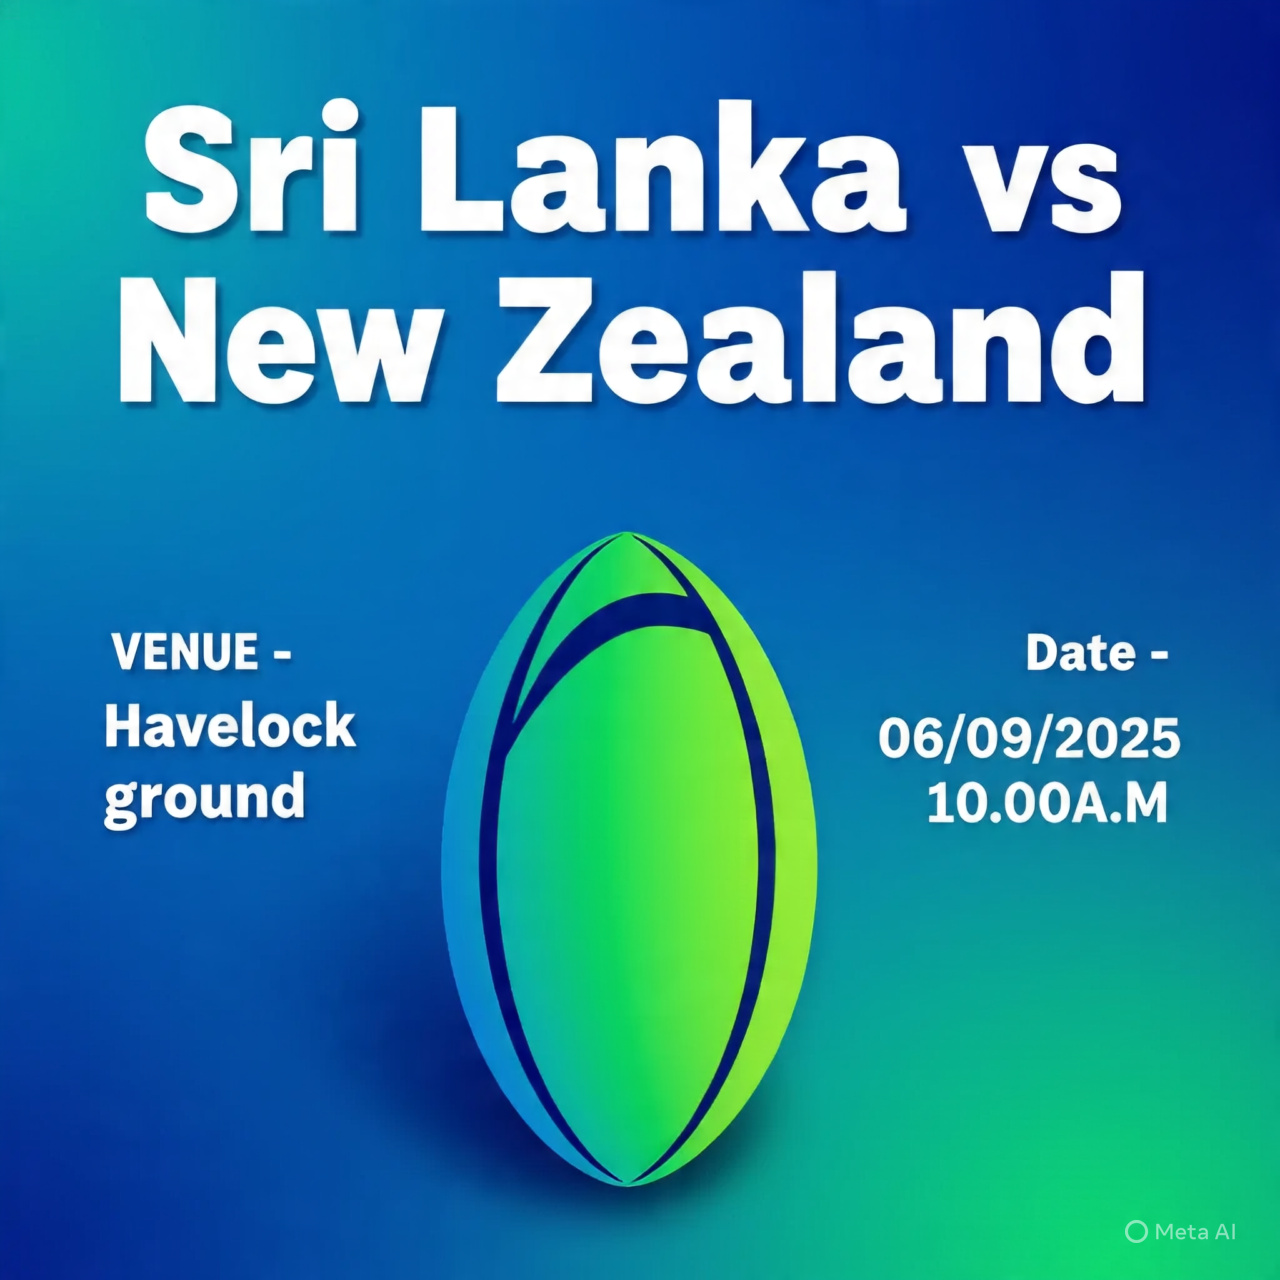 Sri Lanka vs
New Zealand
VENUE -
Havelock
ground
Date -
06/09/2025
10.00A.M
Meta AI